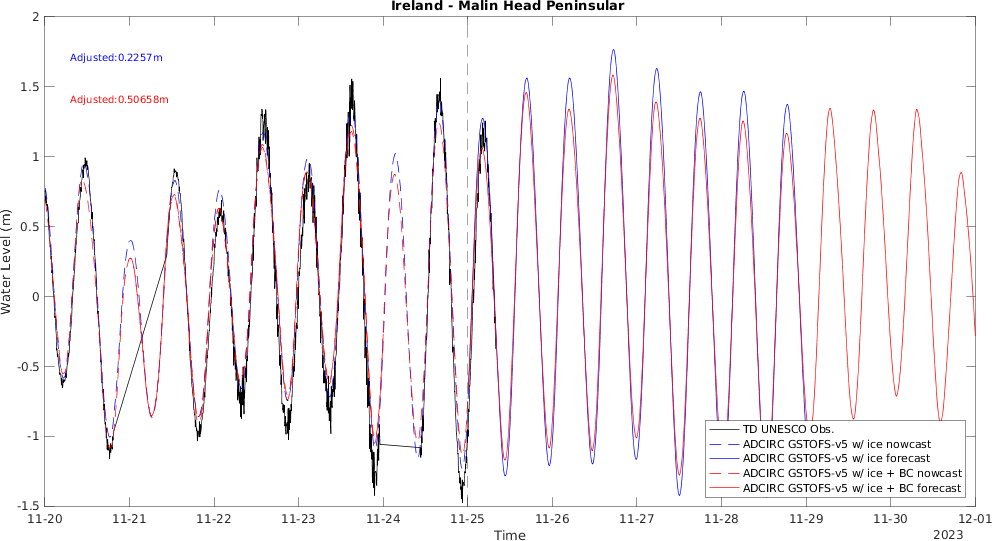 Ireland - Malin Head Peninsular
2
1.5
1
0.5
0
-0.5
-1
-1.5
Water Level (m)
Adjusted:0.2257m
Adjusted:0.50658m
TD UNESCO Obs.
ADCIRC GSTOFS-v5 w/ ice nowcast
ADCIRC GSTOFS-v5 w/ ice forecast
ADCIRC GSTOFS-v5 w/ ice + BC nowcast
ADCIRC GSTOFS-v5 w/ ice + BC forecast
11-20 11-21 11-22 11-23 11-24 11-25 11-26 11-27 11-28 11-29 11-30 12-01
Time
2023